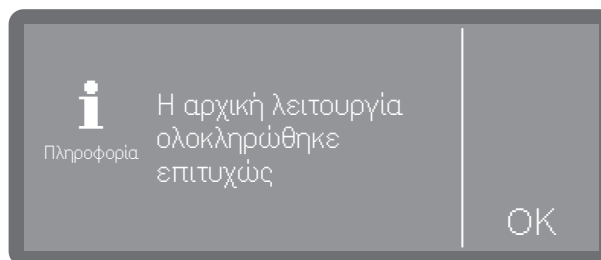 i
Πληροφορία
Η αρχική λειτουργία
ολοκληρώθηκε
επιτυχώς
OK